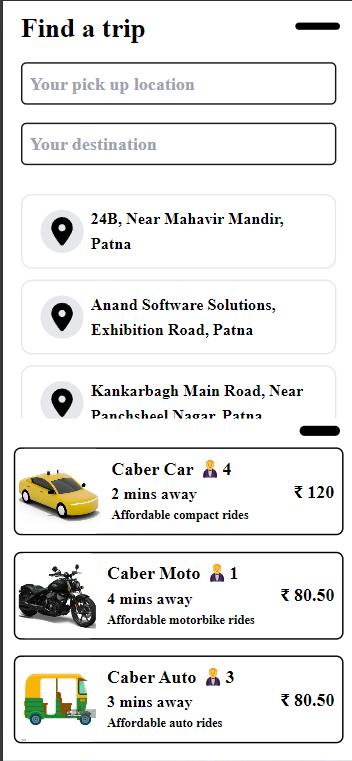 Find a trip
Your pick up location
Your destination
24B, Near Mahavir Mandir,
Patna
Anand Software Solutions,
Exhibition Road, Patna
Kankarbagh Main Road, Near
Panchsheel Nagar, Patna
Caber Car 4
2 mins away
₹ 120
Affordable compact rides
Caber Moto 1
4 mins away
₹ 80.50
Affordable motorbike rides
Caber Auto 3
3 mins away
₹ 80.50
Affordable auto rides